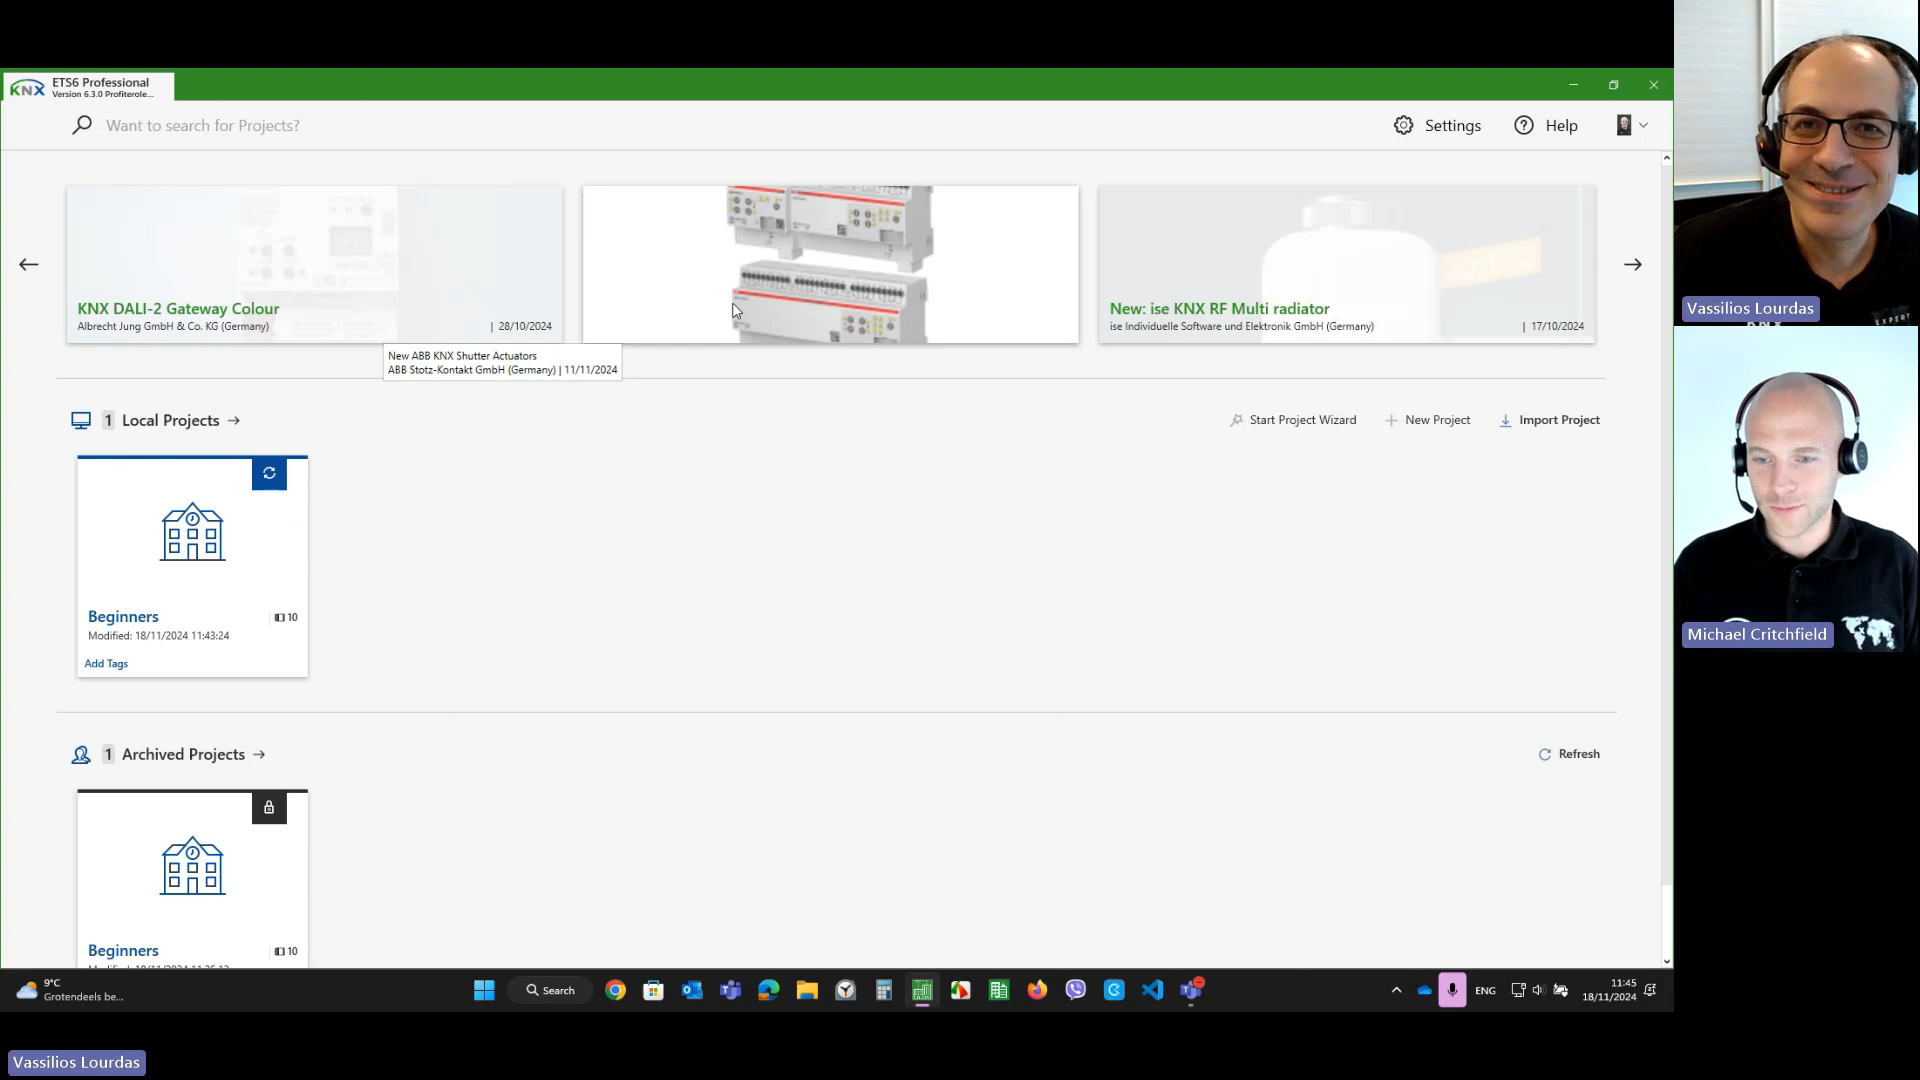 KNX
ETS6 Professional
Version 6.3.0 Profiterole...
Want to search for Projects?
Settings
Help
KNX DALI-2 Gateway Colour
Albrecht Jung GmbH & Co. KG (Germany) | 28/10/2024
New: ise KNX RF Multi radiator
ise Individuelle Software und Elektronik GmbH (Germany) | 17/10/2024
New ABB KNX Shutter Actuators
ABB Stotz-Kontakt GmbH (Germany) | 11/11/2024
1 Local Projects
Start Project Wizard
New Project
Import Project
Beginners
10
Modified: 18/11/2024 11:43:24
Add Tags
1 Archived Projects
Refresh
Beginners
10
9°C
Grotendeels be...
Search
ENG
11:45
18/11/2024
Vassilios Lourdas
EXPERT
Michael Critchfield
Vassilios Lourdas